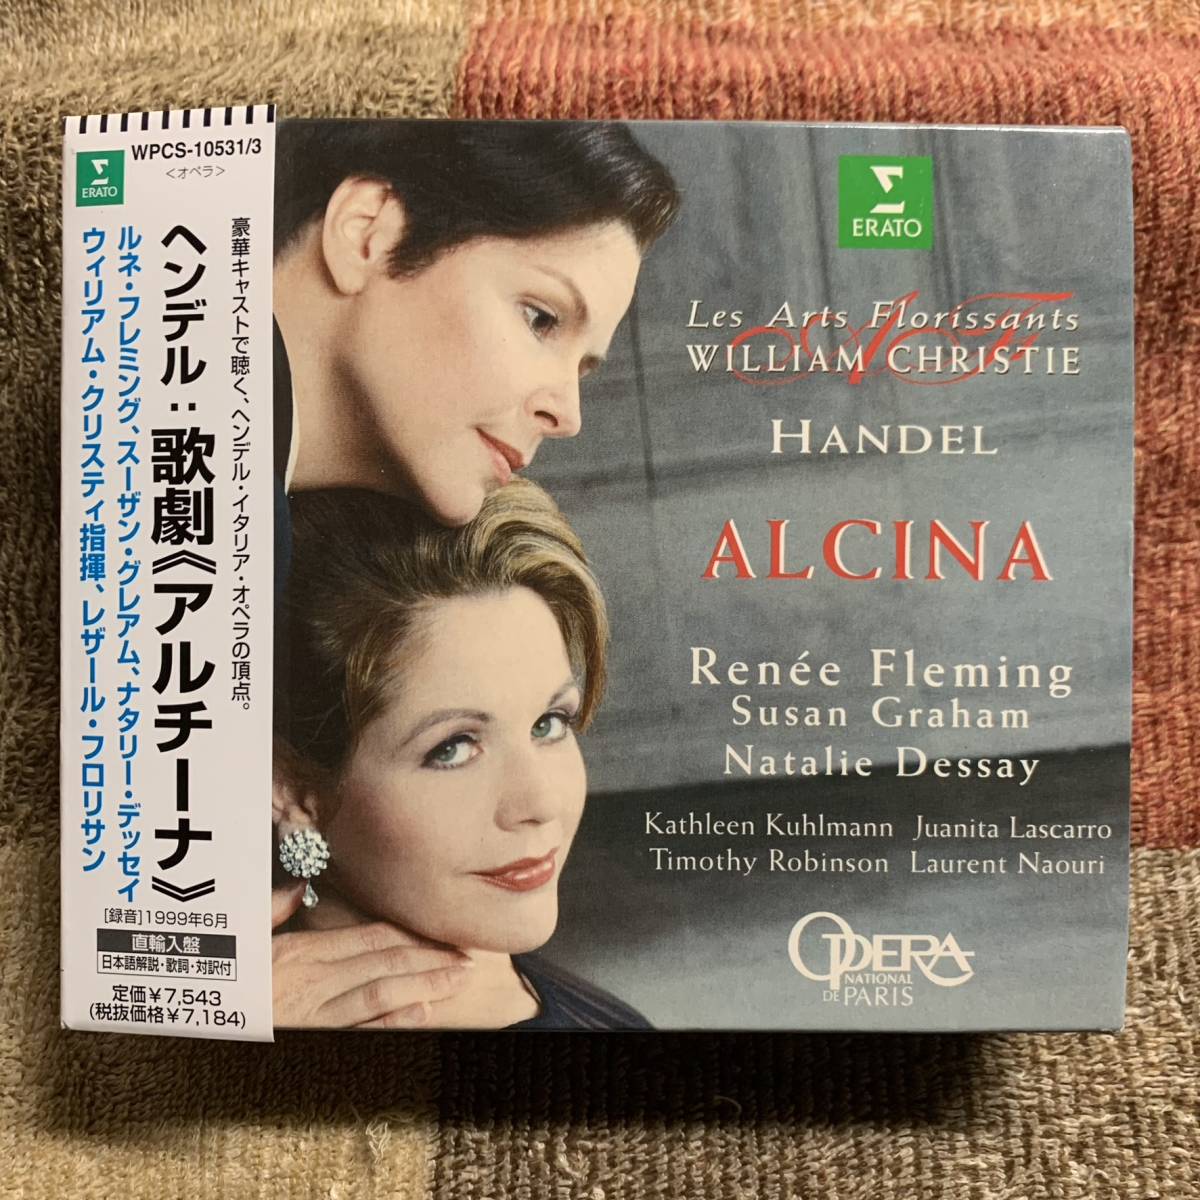 WPCS-10531/3
<オペラ>
ERATO
豪華キャストで聴く、ヘンデル・イタリア・オペラの頂点。
ヘンデル:歌劇《アルチーナ》
ルネ・フレミング、スーザン・グレアム、ナタリー・デッセイ
ウィリアム・クリスティ指揮、レザール・フロリサン
[録音]1999年6月
直輸入盤
日本語解説・歌詞・対訳付
定価¥7,543
(税抜価格¥7,184)
ERATO
Les Arts Florissants
WILLIAM CHRISTIE
HANDEL
ALCINA
Renée Fleming
Susan Graham
Natalie Dessay
Kathleen Kuhlmann Juanita Lascarro
Timothy Robinson Laurent Naouri
OPERA
NATIONAL
DE PARIS